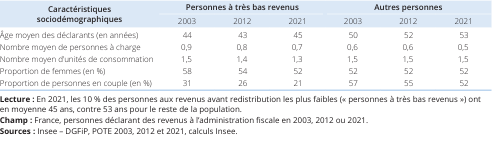 Caractéristiques sociodémographiques Personnes à très bas revenus Autres personnes
2003 2012 2021 2003 2012 2021
Âge moyen des déclarants (en années) 44 43 45 50 52 53
Nombre moyen de personnes à charge 0,9 0,8 0,7 0,6 0,6 0,5
Nombre moyen d'unités de consommation 1,5 1,4 1,3 1,5 1,5 1,5
Proportion de femmes (en %) 58 54 52 52 52 52
Proportion de personnes en couple (en %) 31 26 21 57 55 52
Lecture : En 2021, les 10 % des personnes aux revenus avant redistribution les plus faibles (« personnes à très bas revenus ») ont
en moyenne 45 ans, contre 53 ans pour le reste de la population.
Champ : France, personnes déclarant des revenus à l'administration fiscale en 2003, 2012 ou 2021.
Sources : Insee – DGFiP, POTE 2003, 2012 et 2021, calculs Insee.